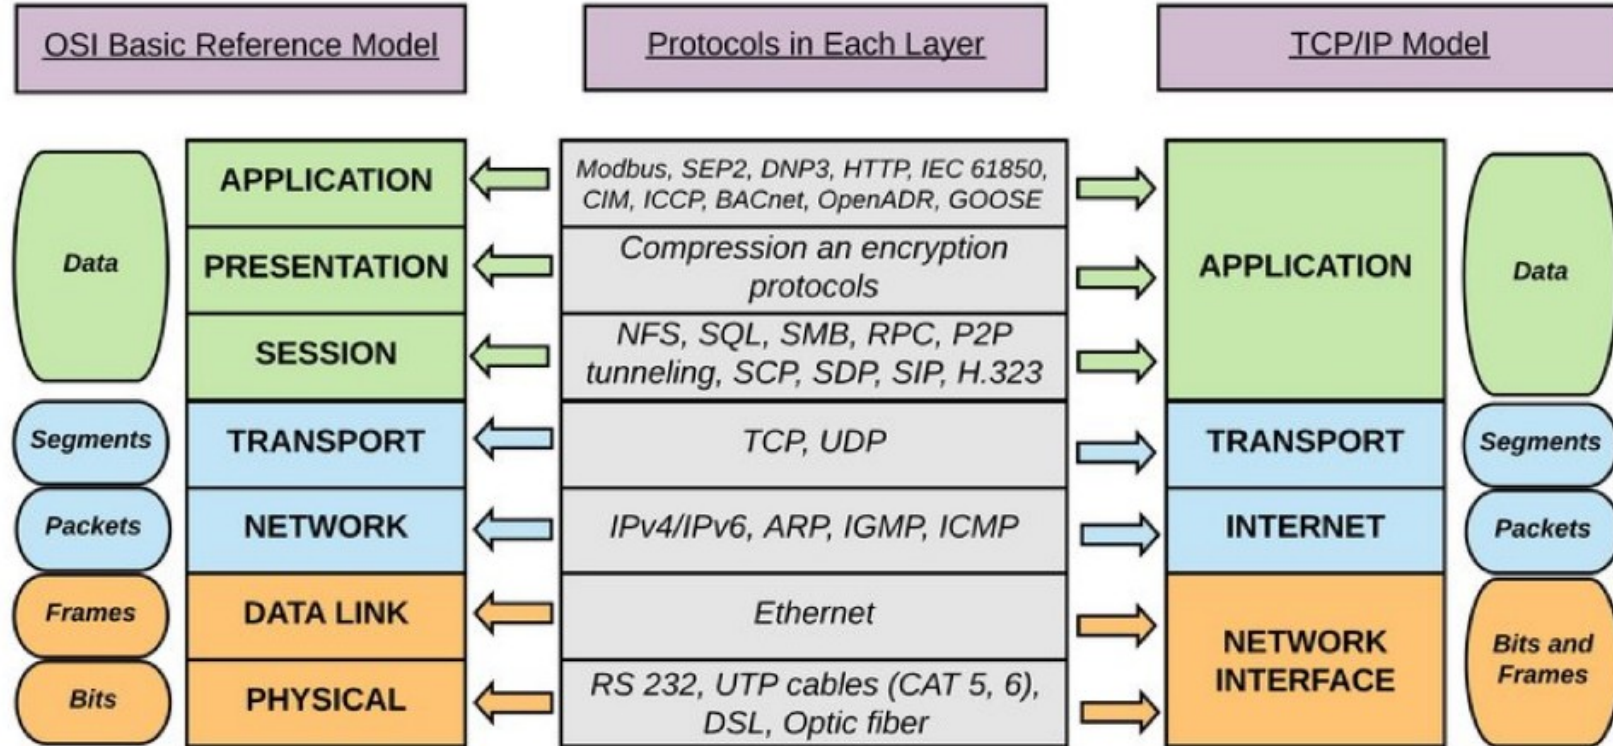 OSI Basic Reference Model
Protocols in Each Layer
TCP/IP Model
Data
APPLICATION
Modbus, SEP2, DNP3, HTTP, IEC 61850,
CIM, ICCP, BACnet, OpenADR, GOOSE
PRESENTATION
Compression an encryption
protocols
APPLICATION
Data
SESSION
NFS, SQL, SMB, RPC, P2P
tunneling, SCP, SDP, SIP, H.323
Segments
TRANSPORT
TCP, UDP
TRANSPORT
Segments
Packets
NETWORK
IPv4/IPv6, ARP, IGMP, ICMP
INTERNET
Packets
Frames
DATA LINK
Ethernet
NETWORK
INTERFACE
Bits and
Frames
Bits
PHYSICAL
RS 232, UTP cables (CAT 5, 6),
DSL, Optic fiber